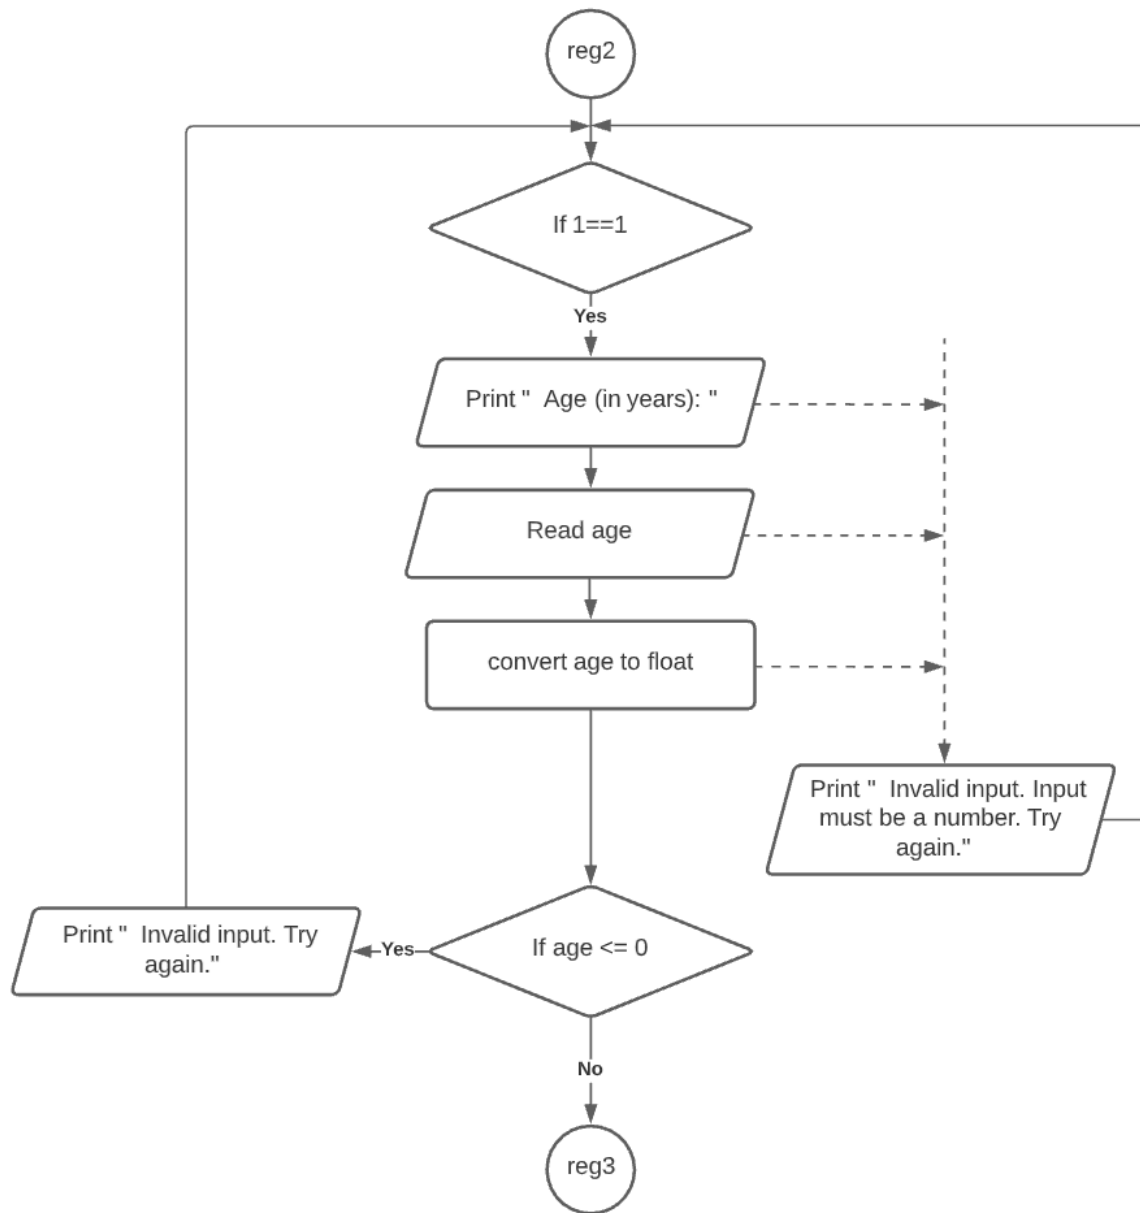 reg2
If 1==1
Yes
Print "  Age (in years): "
Read age
convert age to float
Print "  Invalid input. Input
must be a number. Try
again."
Print "  Invalid input. Try
again."
Yes
If age <= 0
No
reg3